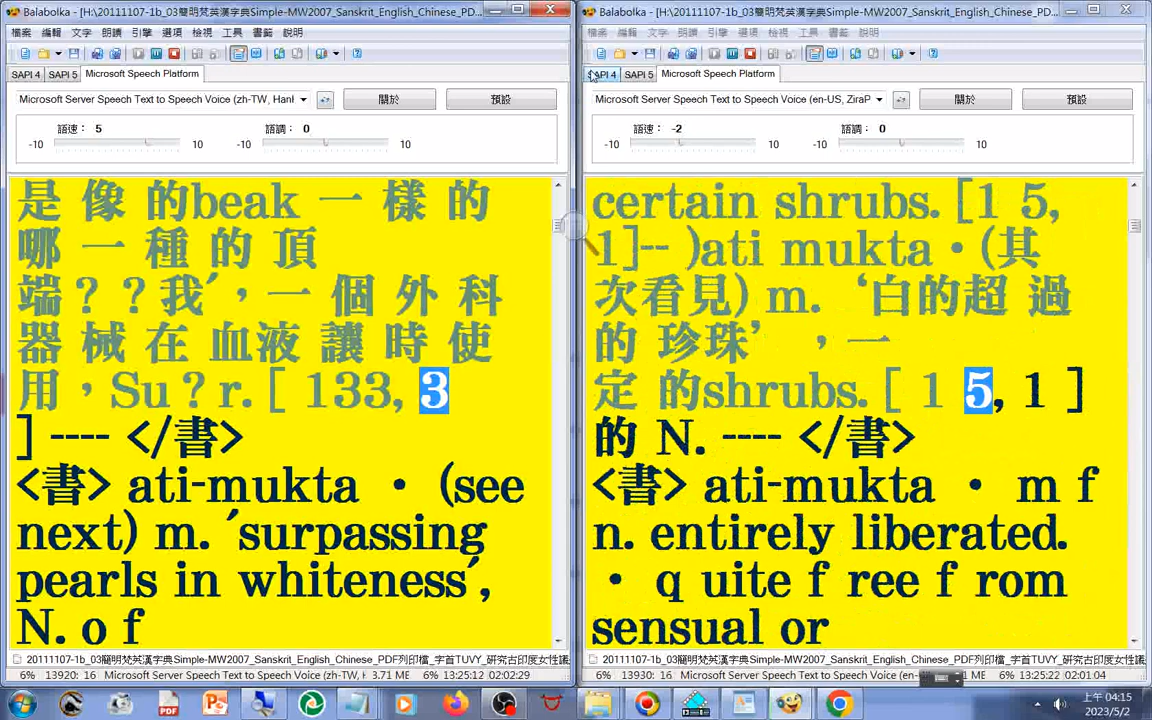 Balabolka - [H:\20111107-1b_03簡明梵英漢字典Simple-MW2007_Sanskrit_English_Chinese_PD...
檔案 編輯 文字 朗讀 引擎 選項 檢視 工具 書籤 說明
SAPI 4 SAPI 5 Microsoft Speech Platform
Microsoft Server Speech Text to Speech Voice (zh-TW, HanH 關於 預設
語速： 5 語調： 0
-10 10 -10 10
是 像 的beak 一 樣 的
哪 一 種 的 頂
端？？我′，一 個 外 科
器 械 在 血液 讓 時 使
用，Su？r. [ 133, 3
] ---- </書>
<書> ati-mukta • (see
next) m. ′surpassing
pearls in whiteness′,
N. o f
20111107-1b_03簡明梵英漢字典Simple-MW2007_Sanskrit_English_Chinese_PDF列印檔_字首TUVY_研究古印度女性議
6% 13920: 16 Microsoft Server Speech Text to Speech Voice (zh-TW, H 3.71 MB 6% 13:25:12 02:02:29
Balabolka - [H:\20111107-1b_03簡明梵英漢字典Simple-MW2007_Sanskrit_English_Chinese_PD...
檔案 編輯 文字 朗讀 引擎 選項 檢視 工具 書籤 說明
SAPI 4 SAPI 5 Microsoft Speech Platform
Microsoft Server Speech Text to Speech Voice (en-US, ZiraP 關於 預設
語速： -2 語調： 0
-10 10 -10 10
certain shrubs. [1 5,
1]-- )ati mukta • (其
次看見) m. ‘白的超 過
的 珍珠’ ，一
定 的shrubs. [ 1 5, 1 ]
的 N. ---- </書>
<書> ati-mukta • m f
n. entirely liberated.
• q uite f ree f rom
sensual or
20111107-1b_03簡明梵英漢字典Simple-MW2007_Sanskrit_English_Chinese_PDF列印檔_字首TUVY_研究古印度女性議
6% 13930: 16 Microsoft Server Speech Text to Speech Voice 6% 13:25:22 02:01:04
上午 04:15
2023/5/2